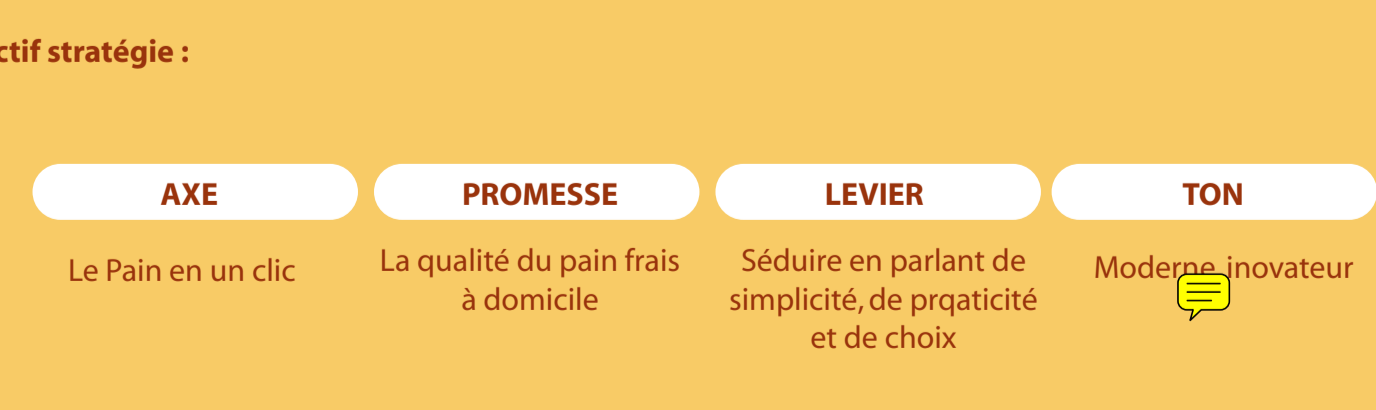 ctif stratégie :
AXE
PROMESSE
LEVIER
TON
Le Pain en un clic
La qualité du pain frais
à domicile
Séduire en parlant de
simplicité, de prqaticité
et de choix
Moderne inovateur